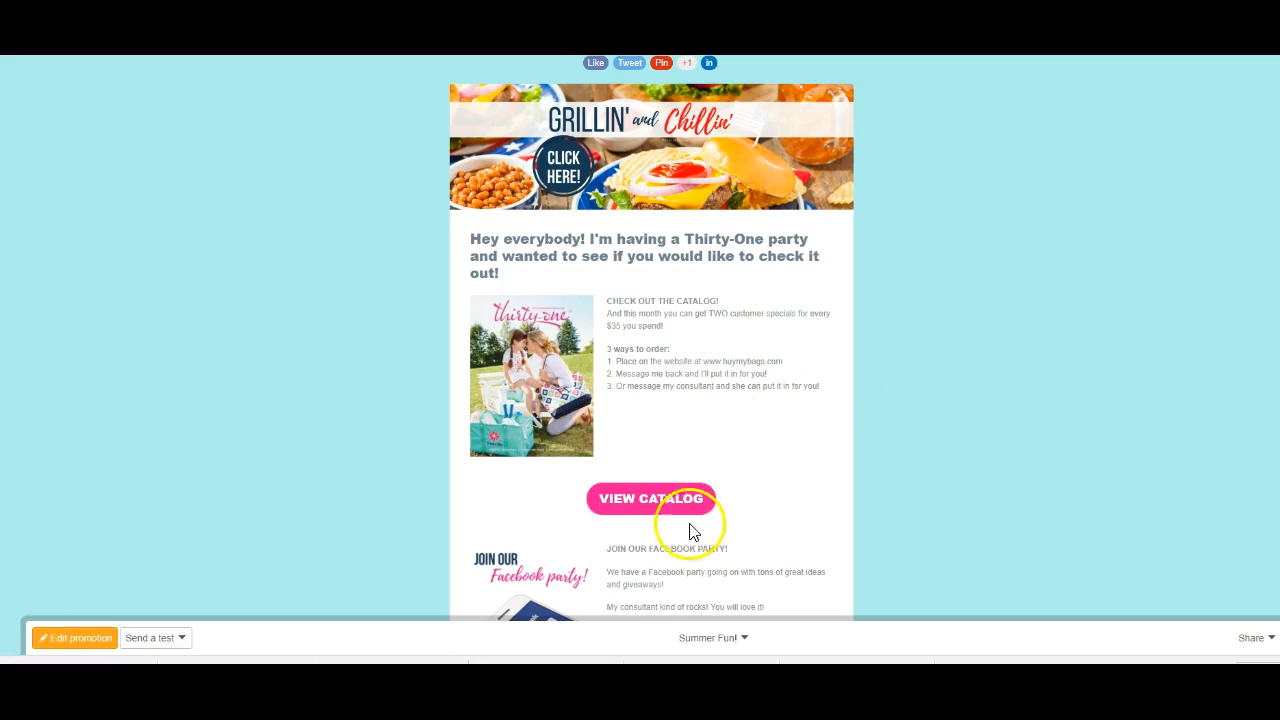 Like Tweet Pin +1 in
GRILLIN' and Chillin'
CLICK
HERE!
Hey everybody! I'm having a Thirty-One party
and wanted to see if you would like to check it
out!
thirty-one
CHECK OUT THE CATALOG!
And this month you can get TWO customer specials for every
$35 you spend!
3 ways to order:
1. Place on the website at www.buymybags.com
2. Message me back and I'll put it in for you!
3. Or message my consultant and she can put it in for you!
VIEW CATALOG
JOIN OUR
Facebook party!
JOIN OUR FACEBOOK PARTY!
We have a Facebook party going on with tons of great ideas
and giveaways!
My consultant kind of rocks! You will love it!
Edit promotion Send a test Summer Fun! Share